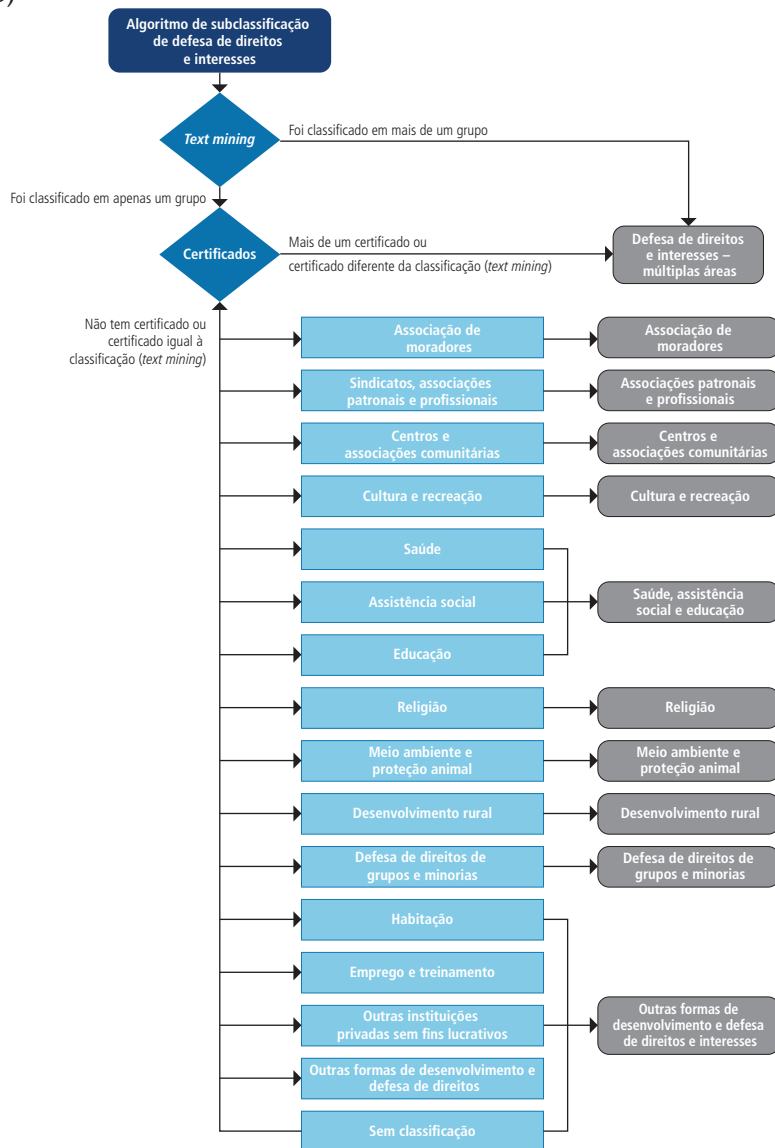 Algoritmo de subclassificação
de defesa de direitos
e interesses
Text mining
Foi classificado em mais de um grupo
Foi classificado em apenas um grupo
Certificados
Mais de um certificado ou
certificado diferente da classificação (text mining)
Defesa de direitos
e interesses –
múltiplas áreas
Não tem certificado ou
certificado igual à
classificação (text mining)
Associação de
moradores
Associação de
moradores
Sindicatos, associações
patronais e profissionais
Associações patronais
e profissionais
Centros e
associações comunitárias
Centros e
associações comunitárias
Cultura e recreação
Cultura e recreação
Saúde
Assistência social
Educação
Saúde, assistência
social e educação
Religião
Religião
Meio ambiente e
proteção animal
Meio ambiente e
proteção animal
Desenvolvimento rural
Desenvolvimento rural
Defesa de direitos de
grupos e minorias
Defesa de direitos de
grupos e minorias
Habitação
Emprego e treinamento
Outras instituições
privadas sem fins lucrativos
Outras formas de desenvolvimento e
defesa de direitos
Sem classificação
Outras formas de
desenvolvimento e defesa
de direitos e interesses